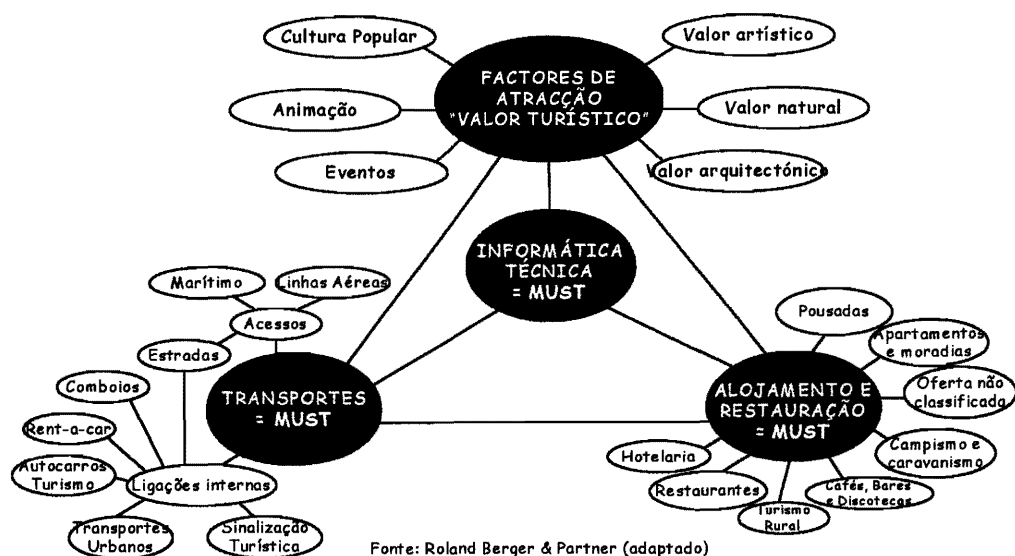 Cultura Popular
Valor artístico
FACTORES DE
ATRACÇÃO
"VALOR TURÍSTICO"
Animação
Valor natural
Eventos
Valor arquitectónico
INFORMÁTICA
TÉCNICA
= MUST
Marítimo
Linhas Aéreas
Acessos
Estradas
Pousadas
Apartamentos
e moradias
Comboios
TRANSPORTES
= MUST
ALOJAMENTO E
RESTAURAÇÃO
= MUST
Oferta não
classificada
Rent-a-car
Hotelaria
Campismo e
caravanismo
Autocarros
Turismo
Ligações internas
Restaurantes
Cafés, Bares
e Discotecas
Turismo
Rural
Transportes
Urbanos
Sinalização
Turística
Fonte: Roland Berger & Partner (adaptado)